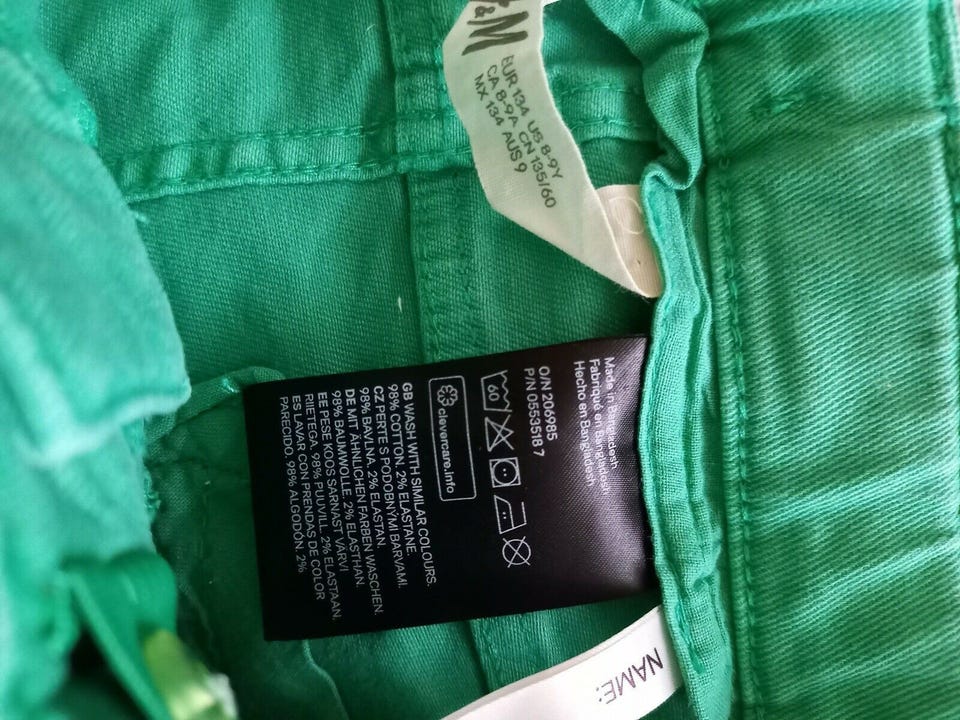 &M
EUR 134 US 8-9Y
CA 8-9A CN 135/60
MX 134 AUS 9
Made in Bangladesh
Fabriqué en Bangladesh
Hecho en Bangladesh
O/N 206985
P/N 05535187
60
clevercare.info
GB WASH WITH SIMILAR COLOURS.
98% COTTON, 2% ELASTANE.
CZ PERTE S PODOBNÝMI BARVAMI.
98% BAVLNA, 2% ELASTAN.
DE MIT ÄHNLICHEN FARBEN WASCHEN.
98% BAUMWOLLE, 2% ELASTHAN.
EE PESE KOOS SARNAST VÄRVI
RIIETEGA. 98% PUUVILL, 2% ELASTAAN.
ES LAVAR CON PRENDAS DE COLOR
PARECIDO. 98% ALGODÓN, 2%
NAME: